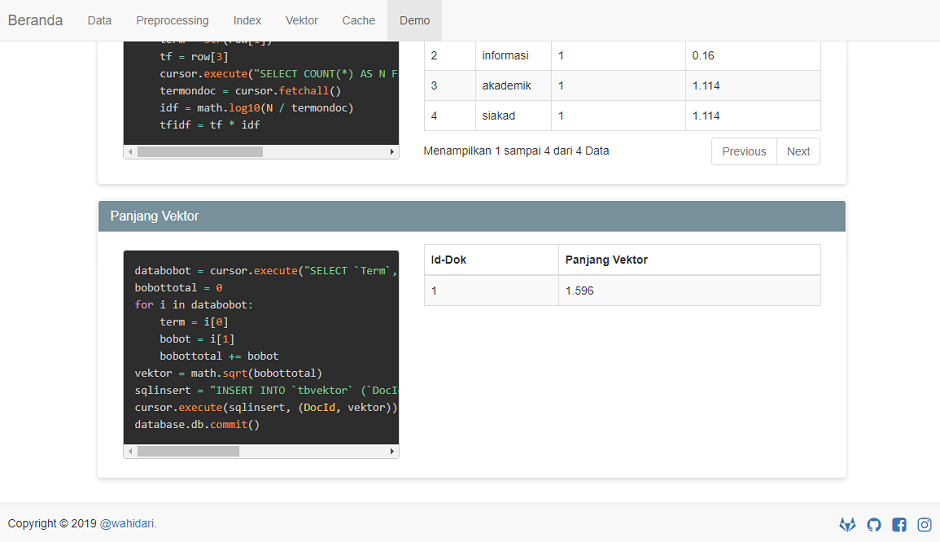 Beranda Data Preprocessing Index Vektor Cache Demo
tf = row[3]
cursor.execute("SELECT COUNT(*) AS N F
termondoc = cursor.fetchall()
idf = math.log10(N / termondoc)
tfidf = tf * idf
2 informasi 1 0.16
3 akademik 1 1.114
4 siakad 1 1.114
Menampilkan 1 sampai 4 dari 4 Data
Previous Next
Panjang Vektor
databobot = cursor.execute("SELECT `Term`,
bobottotal = 0
for i in databobot:
term = i[0]
bobot = i[1]
bobottotal += bobot
vektor = math.sqrt(bobottotal)
sqlinsert = "INSERT INTO `tbvektor` (`DocId
cursor.execute(sqlinsert, (DocId, vektor))
database.db.commit()
Id-Dok Panjang Vektor
1 1.596
Copyright © 2019 @wahidari.